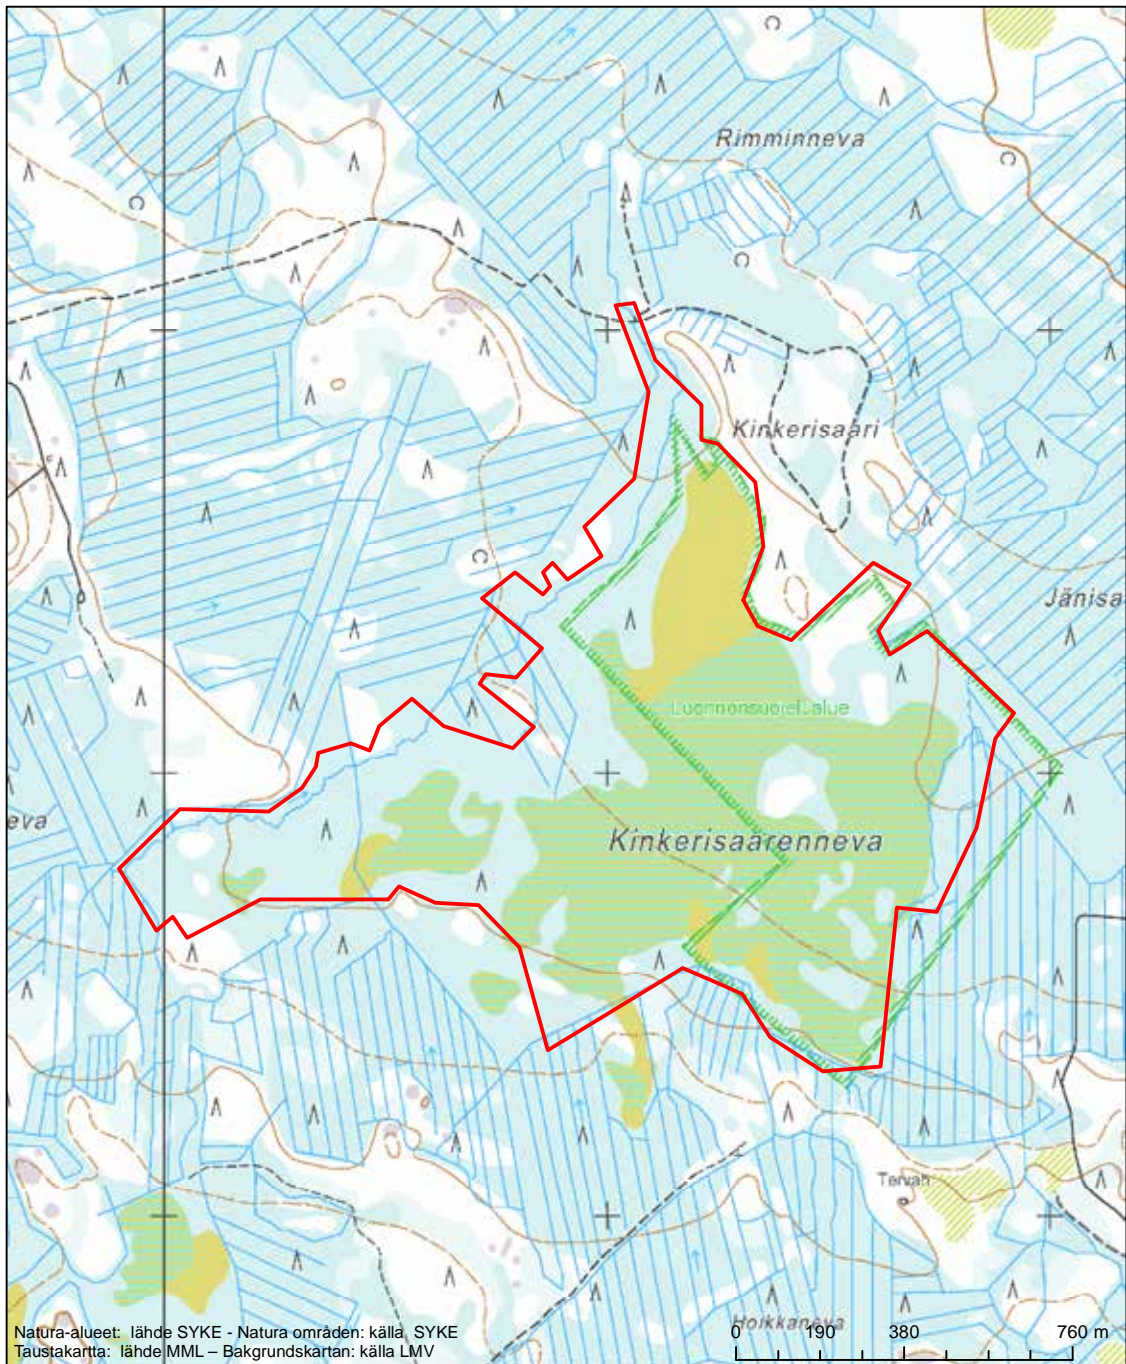 Rimminneva
Kinkerisaari
Jänisa
Luonnonsuojelualue
eva
Kinkerisaarenneva
Tervah
Hoikkaneva
0 190 380 760 m
Natura-alueet: lähde SYKE - Natura områden: källa SYKE
Taustakartta: lähde MML – Bakgrundskartan: källa LMV